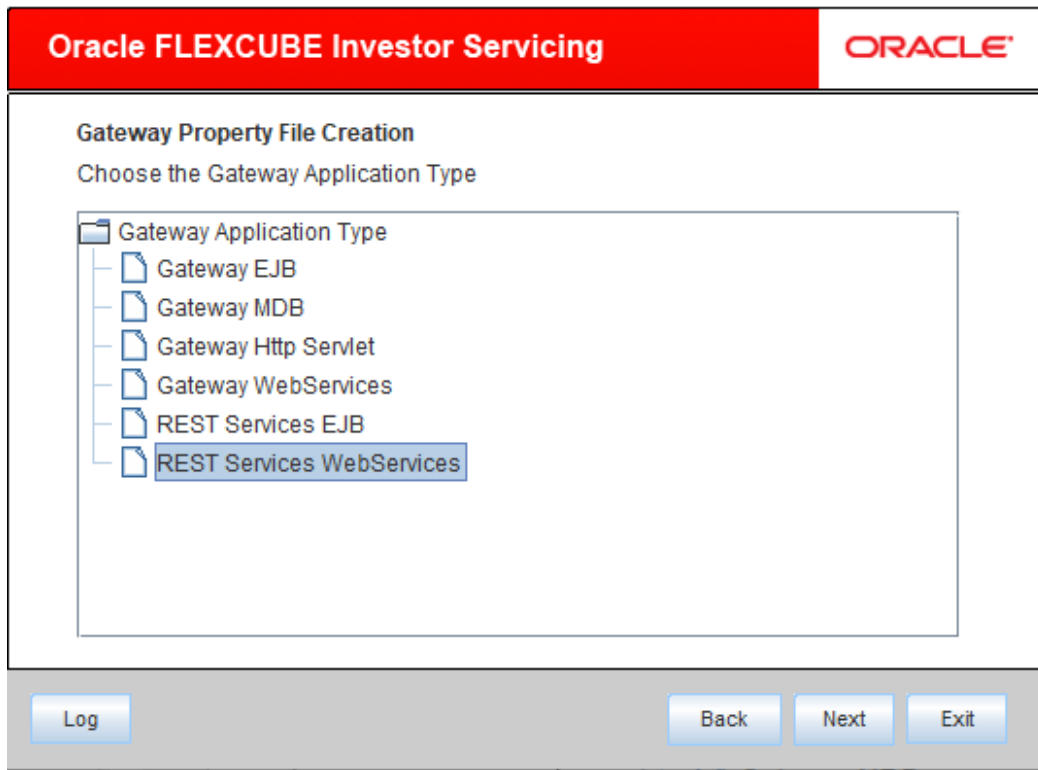 Oracle FLEXCUBE Investor Servicing
ORACLE
Gateway Property File Creation
Choose the Gateway Application Type
Gateway Application Type
Gateway EJB
Gateway MDB
Gateway Http Servlet
Gateway WebServices
REST Services EJB
REST Services WebServices
Log
Back
Next
Exit